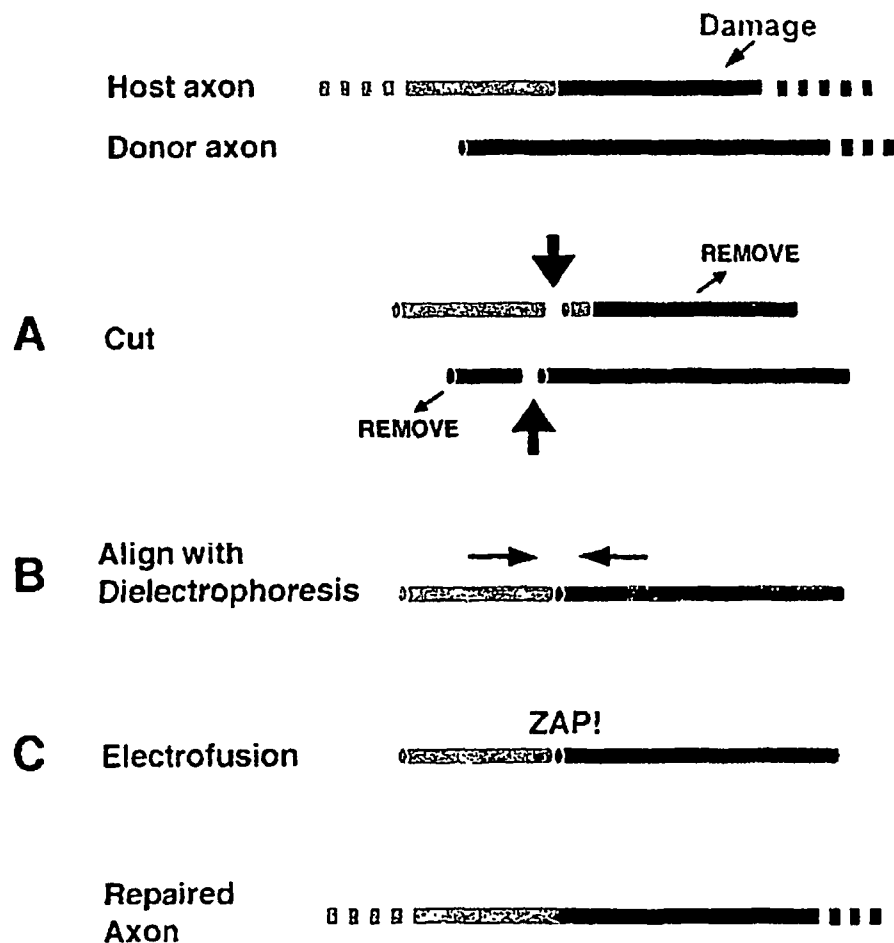 Damage
Host axon
Donor axon
REMOVE
A Cut
REMOVE
B Align with
Dielectrophoresis
ZAP!
C Electrofusion
Repaired
Axon